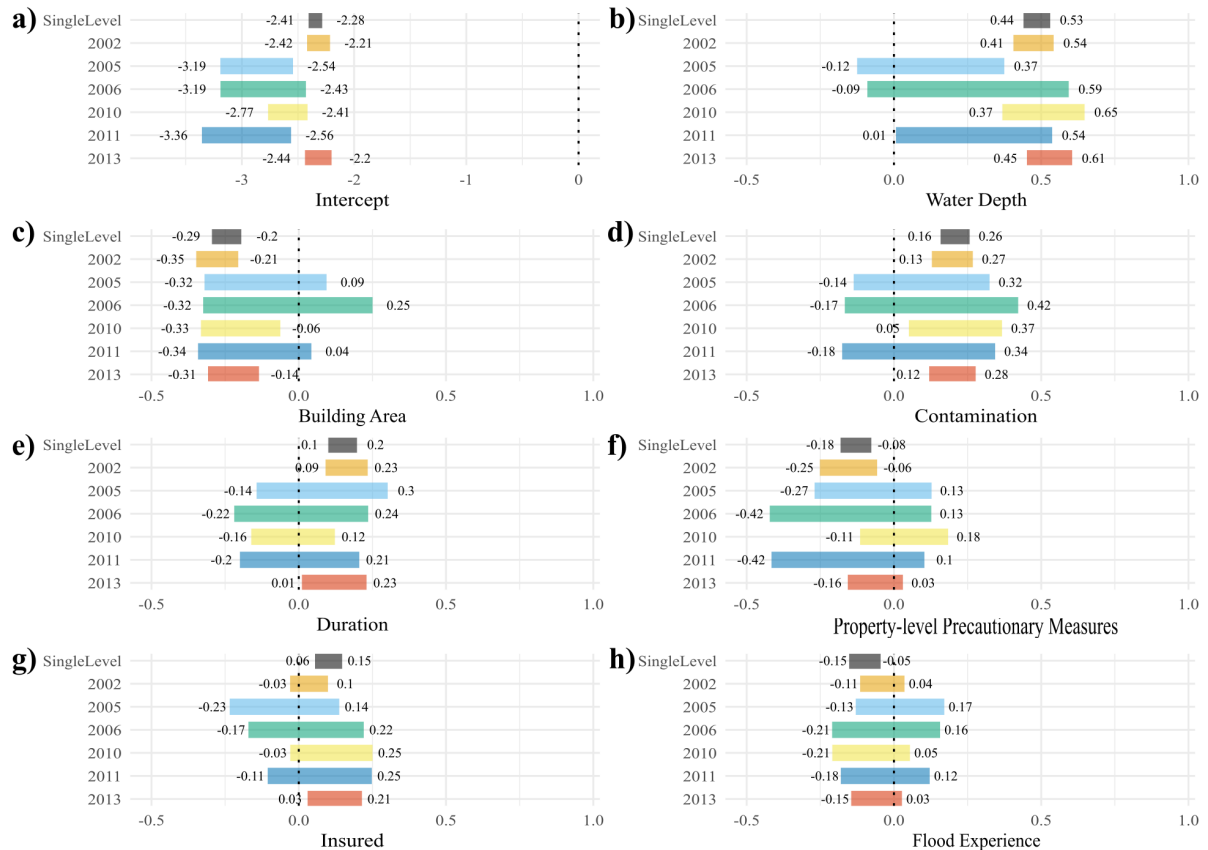 a)
SingleLevel -2.41 -2.28
2002 -2.42 -2.21
2005 -3.19 -2.54
2006 -3.19 -2.43
2010 -2.77 -2.41
2011 -3.36 -2.56
2013 -2.44 -2.2
-3 -2 -1 0
Intercept
b)
SingleLevel 0.44 0.53
2002 0.41 0.54
2005 -0.12 0.37
2006 -0.09 0.59
2010 0.37 0.65
2011 0.01 0.54
2013 0.45 0.61
-0.5 0.0 0.5 1.0
Water Depth
c)
SingleLevel -0.29 -0.2
2002 -0.35 -0.21
2005 -0.32 0.09
2006 -0.32 0.25
2010 -0.33 -0.06
2011 -0.34 0.04
2013 -0.31 -0.14
-0.5 0.0 0.5 1.0
Building Area
d)
SingleLevel 0.16 0.26
2002 0.13 0.27
2005 -0.14 0.32
2006 -0.17 0.42
2010 0.05 0.37
2011 -0.18 0.34
2013 0.12 0.28
-0.5 0.0 0.5 1.0
Contamination
e)
SingleLevel 0.1 0.2
2002 0.09 0.23
2005 -0.14 0.3
2006 -0.22 0.24
2010 -0.16 0.12
2011 -0.2 0.21
2013 0.01 0.23
-0.5 0.0 0.5 1.0
Duration
f)
SingleLevel -0.18 -0.08
2002 -0.25 -0.06
2005 -0.27 0.13
2006 -0.42 0.13
2010 -0.11 0.18
2011 -0.42 0.1
2013 -0.16 0.03
-0.5 0.0 0.5 1.0
Property-level Precautionary Measures
g)
SingleLevel 0.06 0.15
2002 -0.03 0.1
2005 -0.23 0.14
2006 -0.17 0.22
2010 -0.03 0.25
2011 -0.11 0.25
2013 0.03 0.21
-0.5 0.0 0.5 1.0
Insured
h)
SingleLevel -0.15 -0.05
2002 -0.11 0.04
2005 -0.13 0.17
2006 -0.21 0.16
2010 -0.21 0.05
2011 -0.18 0.12
2013 -0.15 0.03
-0.5 0.0 0.5 1.0
Flood Experience